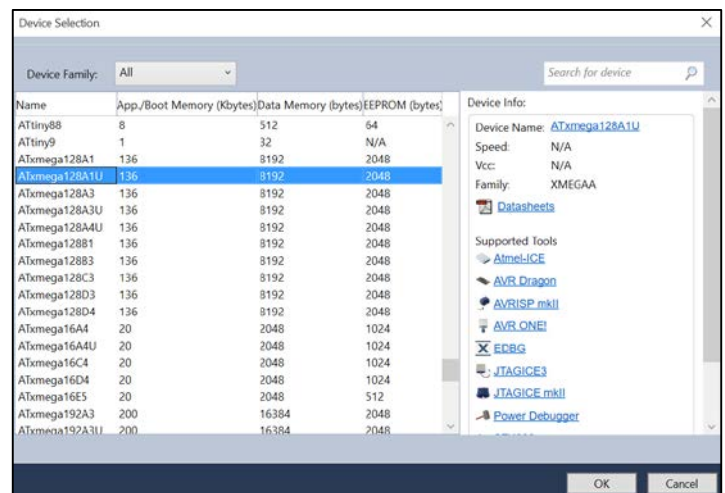 Device Selection
Device Family: All
Search for device
Name App./Boot Memory (Kbytes) Data Memory (bytes) EEPROM (bytes)
ATtiny88 8 512 64
ATtiny9 1 32 N/A
ATxmega128A1 136 8192 2048
ATxmega128A1U 136 8192 2048
ATxmega128A3 136 8192 2048
ATxmega128A3U 136 8192 2048
ATxmega128A4U 136 8192 2048
ATxmega128B1 136 8192 2048
ATxmega128B3 136 8192 2048
ATxmega128C3 136 8192 2048
ATxmega128D3 136 8192 2048
ATxmega128D4 136 8192 2048
ATxmega16A4 20 2048 1024
ATxmega16A4U 20 2048 1024
ATxmega16C4 20 2048 1024
ATxmega16D4 20 2048 1024
ATxmega16E5 20 2048 512
ATxmega192A3 200 16384 2048
ATxmega192A3U 200 16384 2048
Device Info:
Device Name: ATxmega128A1U
Speed: N/A
Vcc: N/A
Family: XMEGAA
Datasheets
Supported Tools
Atmel-ICE
AVR Dragon
AVRISP mkII
AVR ONE!
EDBG
JTAGICE3
JTAGICE mkII
Power Debugger
OK Cancel